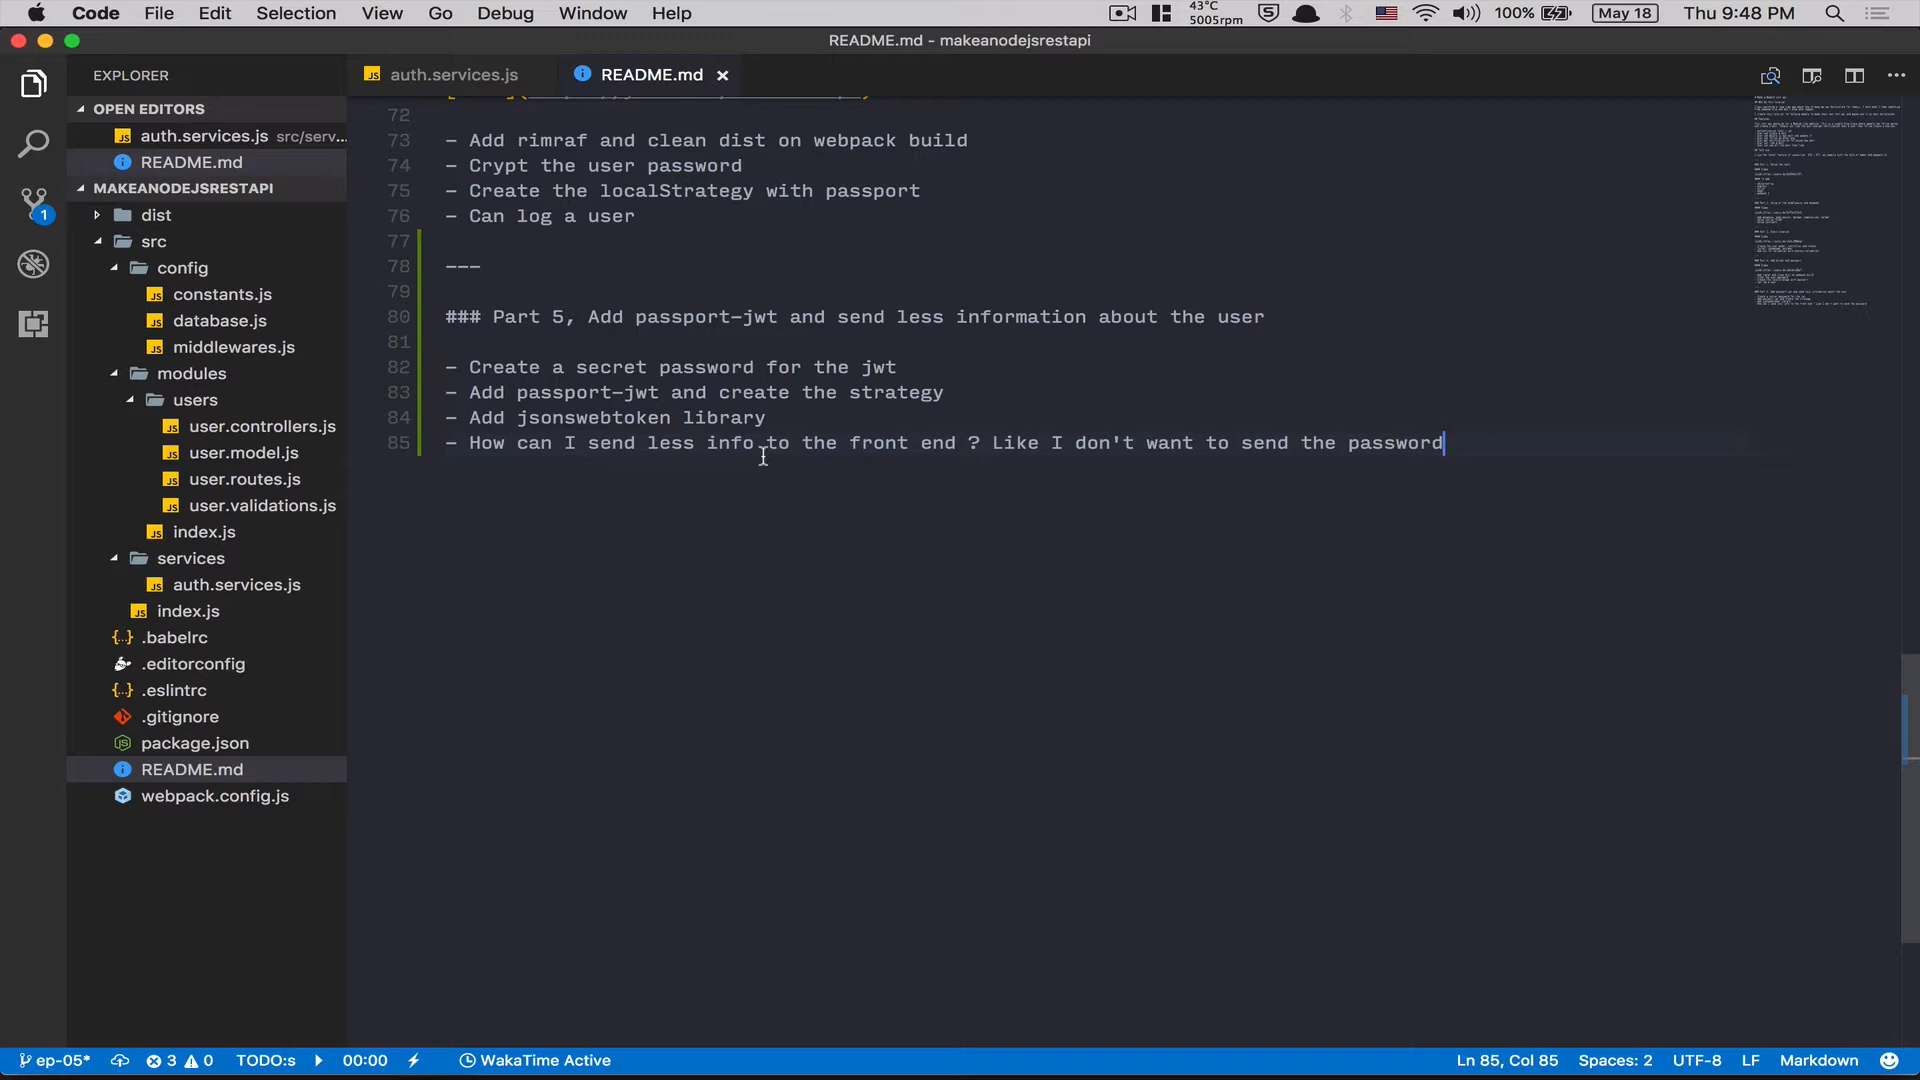 Code File Edit Selection View Go Debug Window Help 43°C 5005rpm 100% May 18 Thu 9:48 PM
README.md - makeanodejsrestapi
EXPLORER
auth.services.js
README.md
OPEN EDITORS
auth.services.js src/serv...
README.md
MAKEANODEJSRESTAPI
dist
src
config
constants.js
database.js
middlewares.js
modules
users
user.controllers.js
user.model.js
user.routes.js
user.validations.js
index.js
services
auth.services.js
index.js
.babelrc
.editorconfig
.eslintrc
.gitignore
package.json
README.md
webpack.config.js
1
72
73 - Add rimraf and clean dist on webpack build
74 - Crypt the user password
75 - Create the localStrategy with passport
76 - Can log a user
77
78 ---
79
80 ### Part 5, Add passport-jwt and send less information about the user
81
82 - Create a secret password for the jwt
83 - Add passport-jwt and create the strategy
84 - Add jsonswebtoken library
85 - How can I send less info to the front end ? Like I don't want to send the password
ep-05* 3 0 TODO:s 00:00 WakaTime Active Ln 85, Col 85 Spaces: 2 UTF-8 LF Markdown